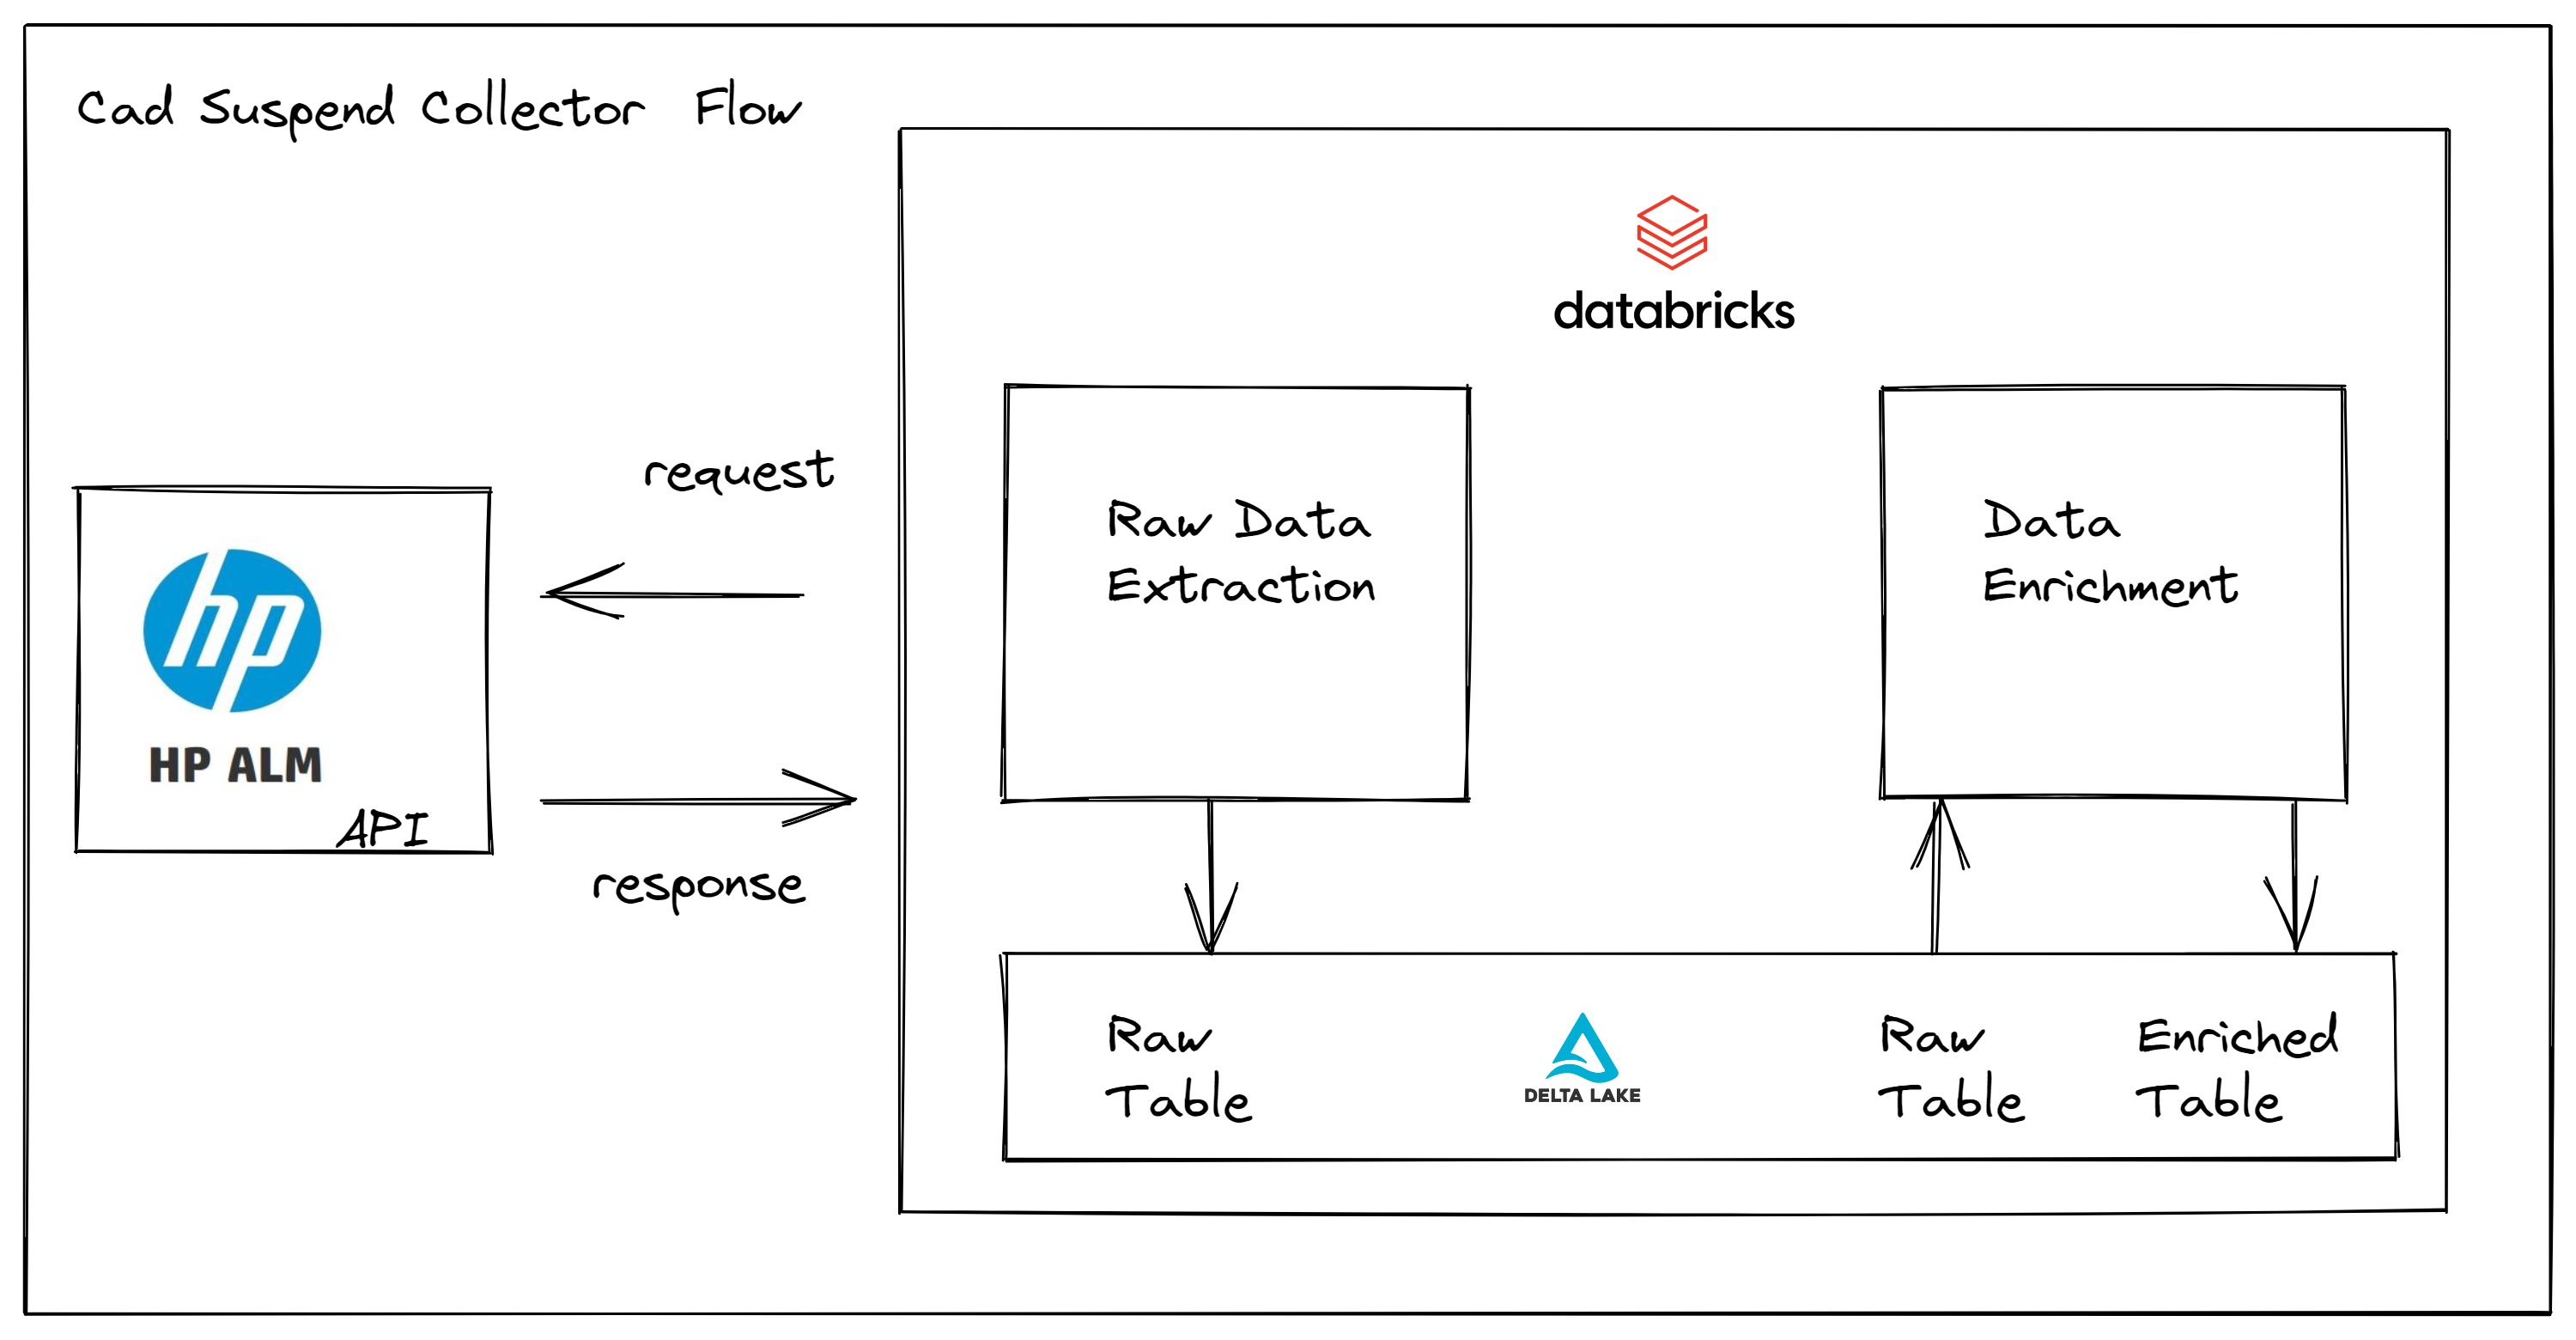 Cad Suspend Collector Flow
databricks
request
Raw Data
Extraction
Data
Enrichment
hp
HP ALM
API
response
Raw
Table
DELTA LAKE
Raw
Table
Enriched
Table